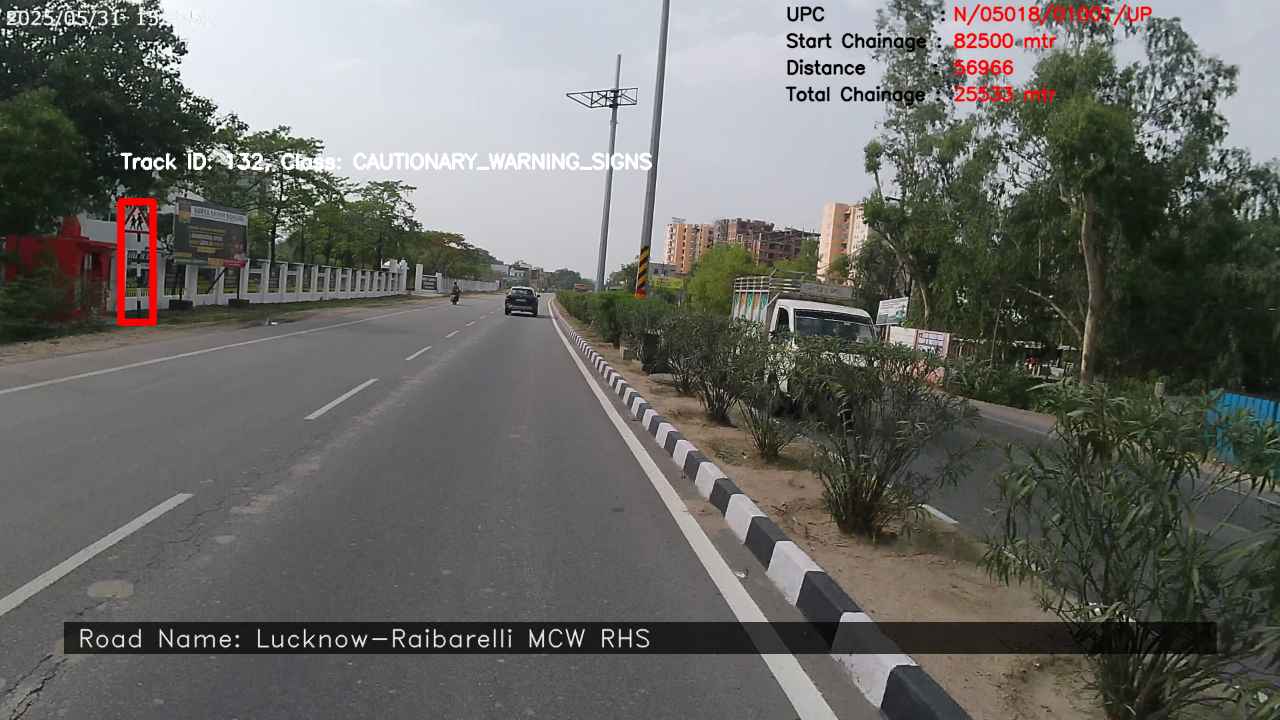 2025/05/31
UPC : N/05018/01001/UP
Start Chainage : 82500 mtr
Distance : 56966
Total Chainage : 25533 mtr
Track ID: 132, Class: CAUTIONARY_WARNING_SIGNS
Road Name: Lucknow-Raibarelli MCW RHS